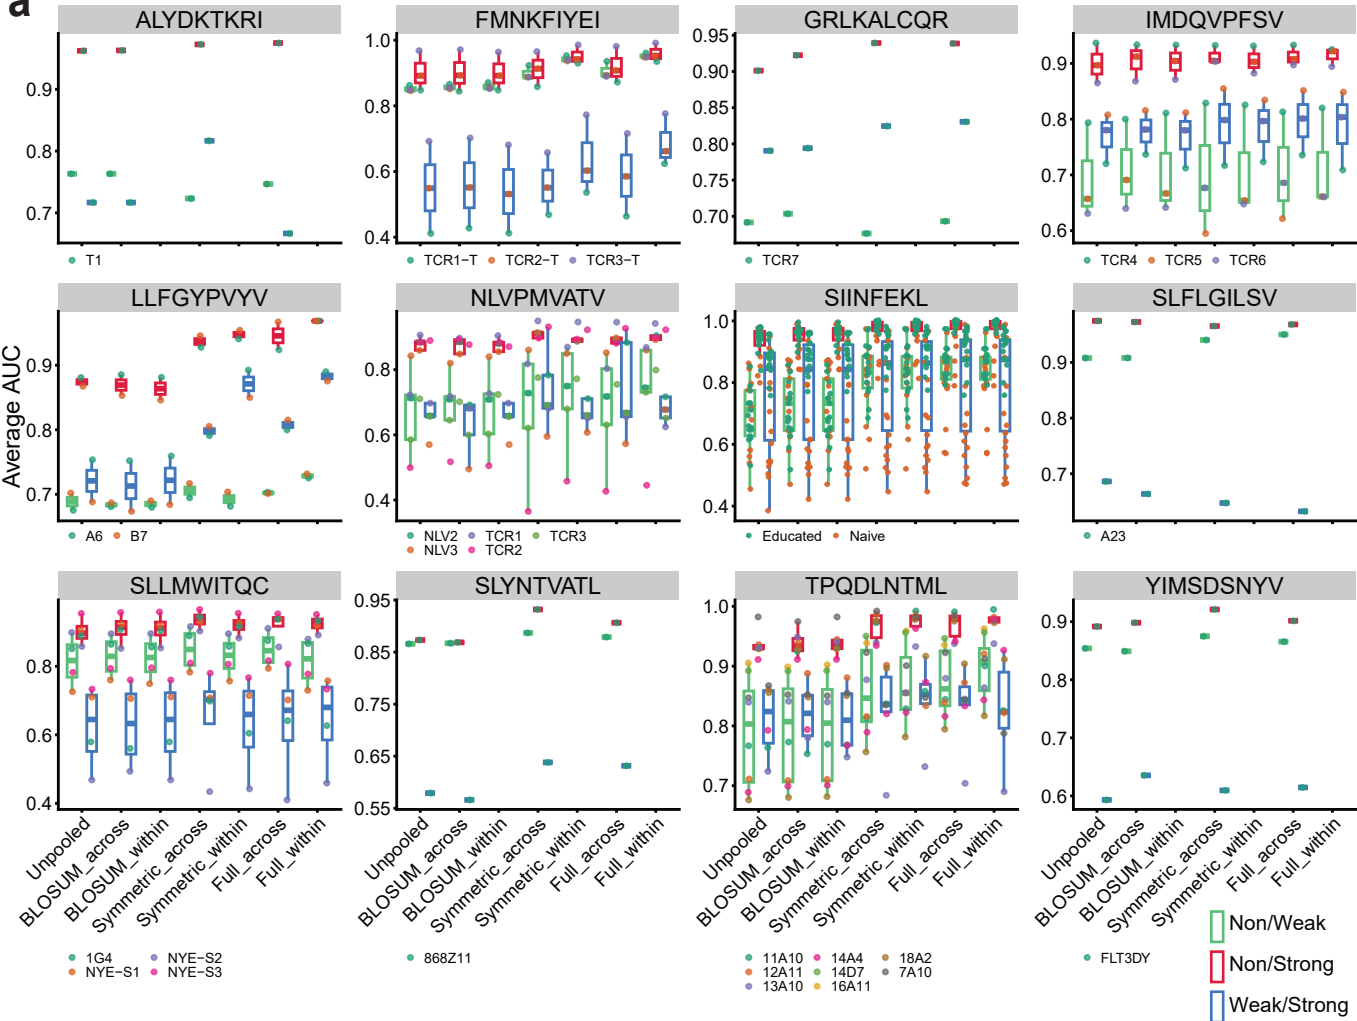 a
ALYDKTKRI
FMNKFIYEI
GRLKALCQR
IMDQVPFSV
0.9
0.8
0.7
1.0
0.8
0.6
0.4
0.95
0.90
0.85
0.80
0.75
0.70
0.9
0.8
0.7
0.6
T1
TCR1−T TCR2−T TCR3−T
TCR7
TCR4 TCR5 TCR6
Average AUC
LLFGYPVYV
NLVPMVATV
SIINFEKL
SLFLGILSV
0.9
0.8
0.7
0.8
0.6
0.4
1.0
0.8
0.6
0.4
0.9
0.8
0.7
A6 B7
NLV2 TCR1 TCR3
NLV3 TCR2
Educated Naive
A23
SLLMWITQC
SLYNTVATL
TPQDLNTML
YIMSDSNYV
0.8
0.6
0.4
0.95
0.85
0.75
0.65
0.55
1.0
0.9
0.8
0.7
0.9
0.8
0.7
0.6
Unpooled
BLOSUM_across
BLOSUM_within
Symmetric_across
Symmetric_within
Full_across
Full_within
Unpooled
BLOSUM_across
BLOSUM_within
Symmetric_across
Symmetric_within
Full_across
Full_within
Unpooled
BLOSUM_across
BLOSUM_within
Symmetric_across
Symmetric_within
Full_across
Full_within
Unpooled
BLOSUM_across
BLOSUM_within
Symmetric_across
Symmetric_within
Full_across
Full_within
1G4 NYE−S2
NYE−S1 NYE−S3
868Z11
11A10 14A4 18A2
12A11 14D7 7A10
13A10 16A11
FLT3DY
Non/Weak
Non/Strong
Weak/Strong